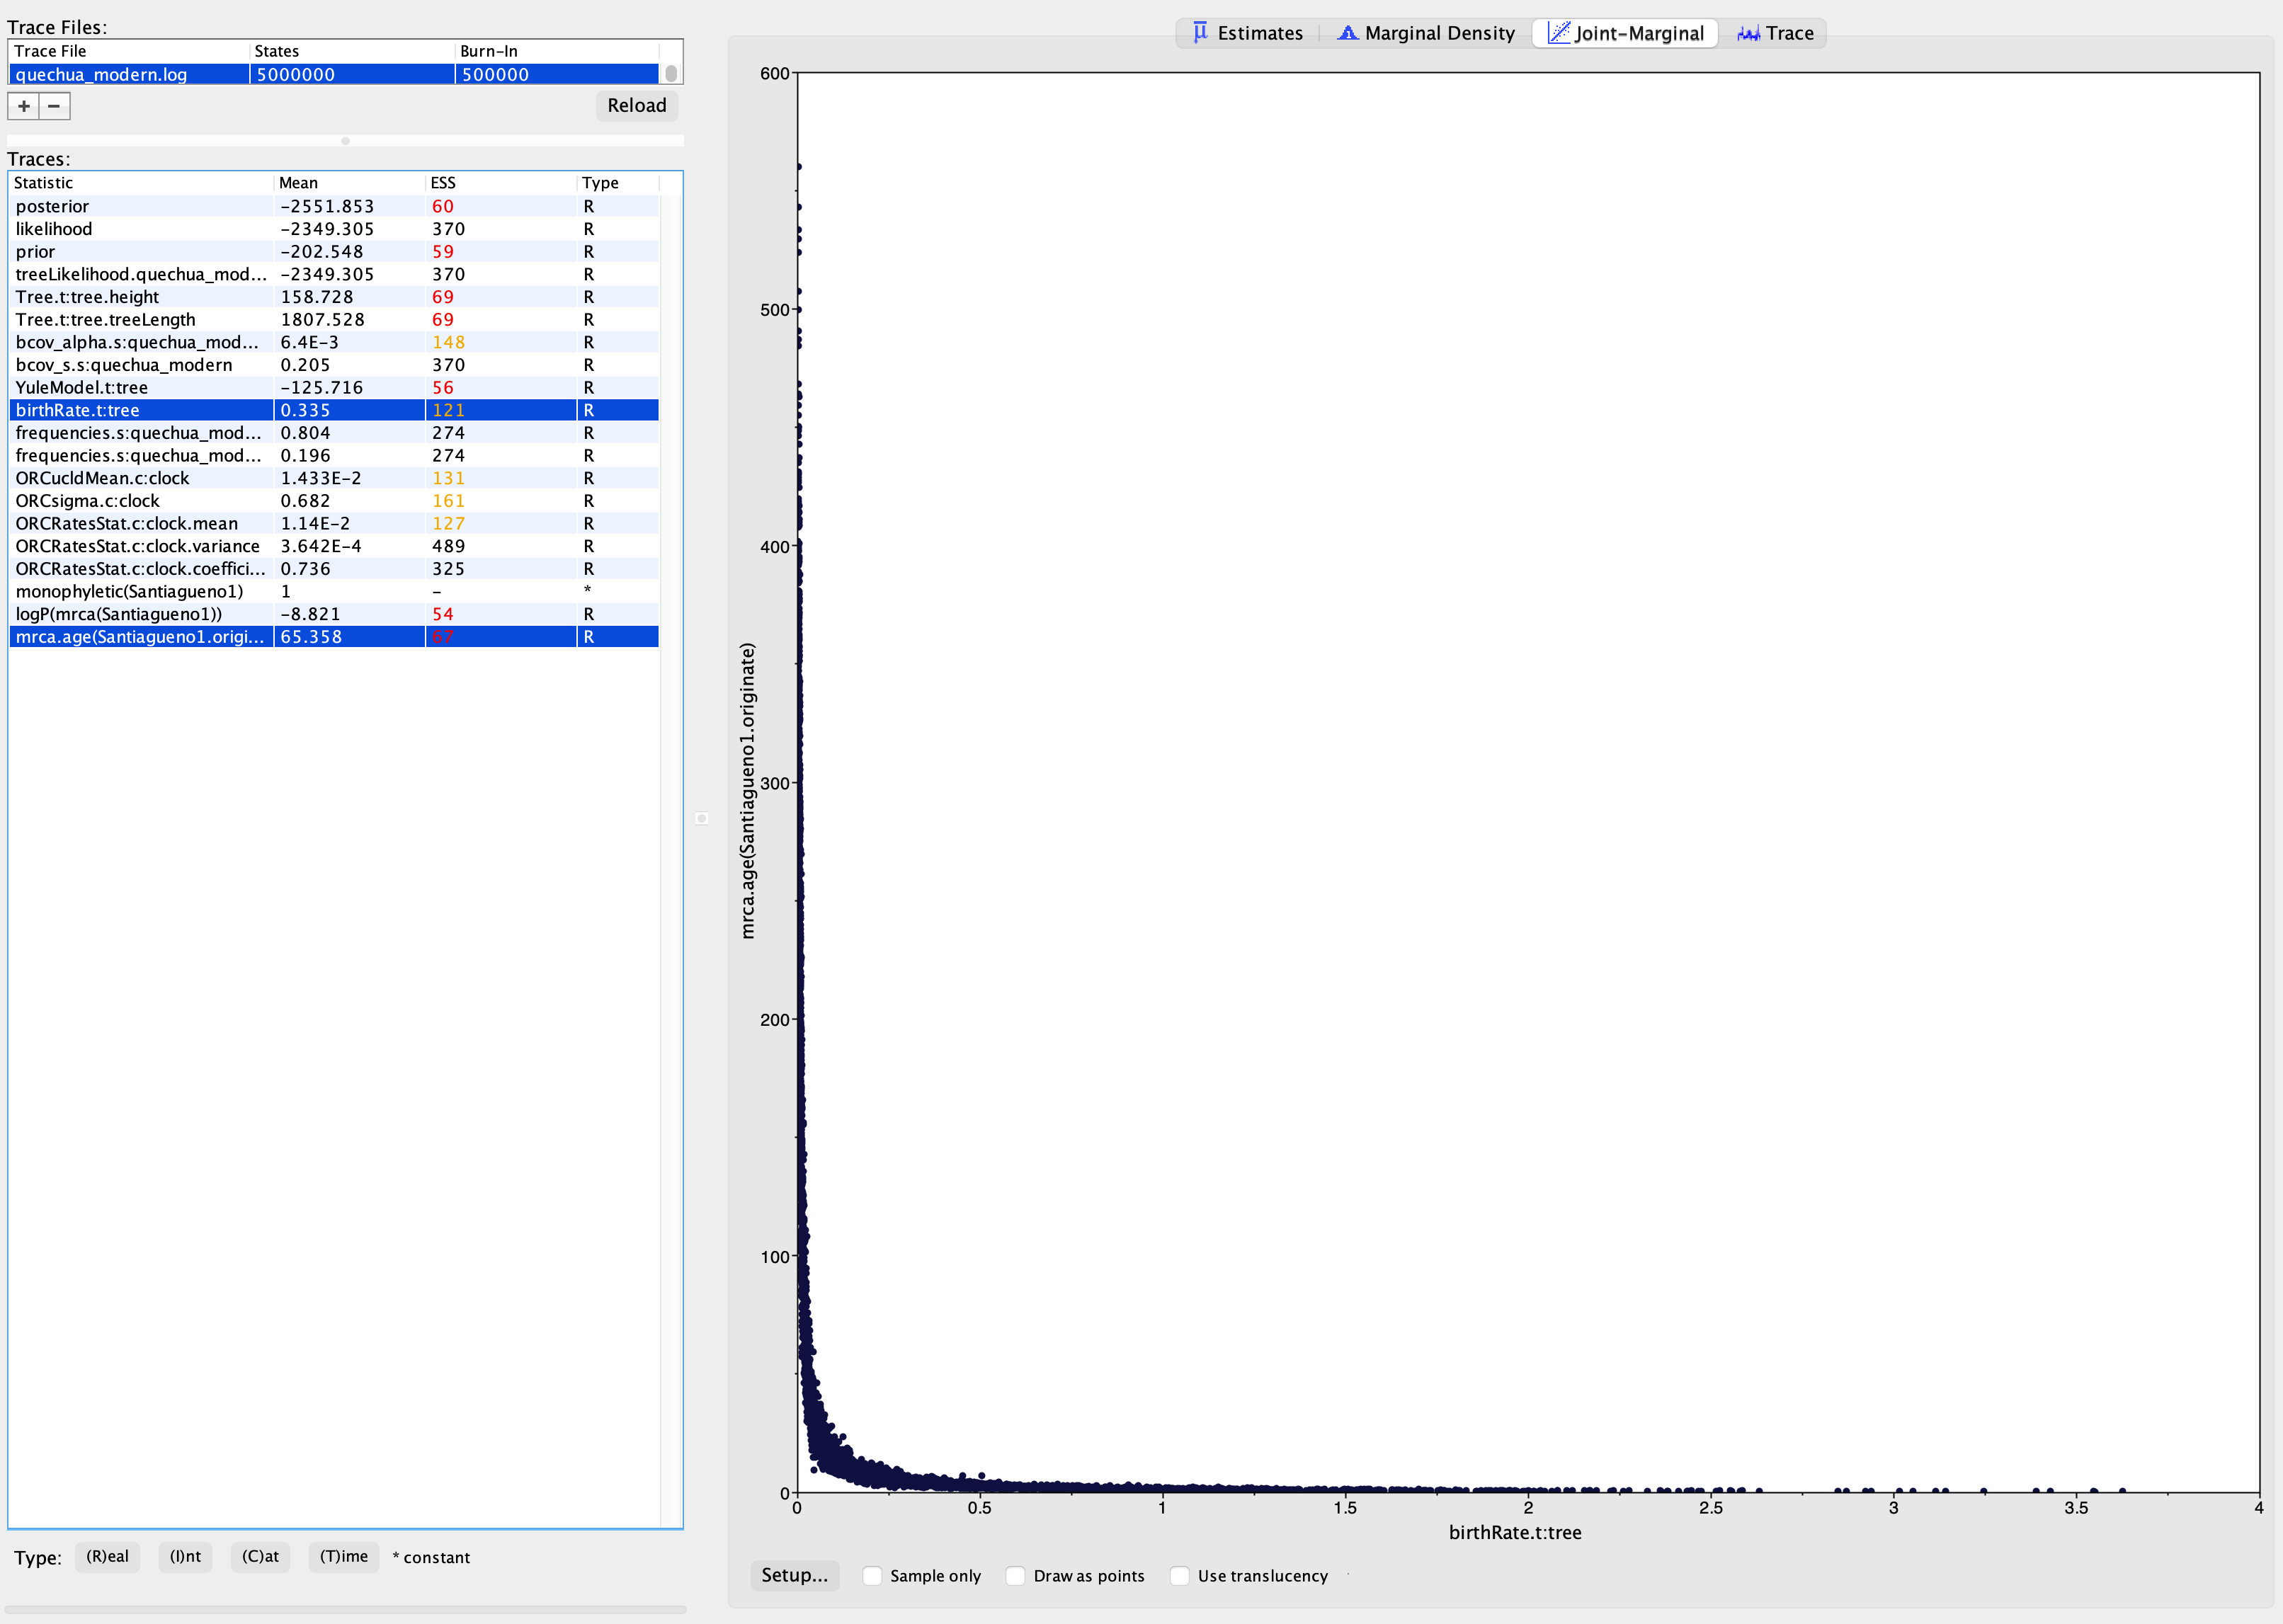 Trace Files:
Trace File States Burn-In
quechua_modern.log 5000000 500000
+ − Reload
Traces:
Statistic Mean ESS Type
posterior -2551.853 60 R
likelihood -2349.305 370 R
prior -202.548 59 R
treeLikelihood.quechua_mod... -2349.305 370 R
Tree.t:tree.height 158.728 69 R
Tree.t:tree.treeLength 1807.528 69 R
bcov_alpha.s:quechua_mod... 6.4E-3 148 R
bcov_s.s:quechua_modern 0.205 370 R
YuleModel.t:tree -125.716 56 R
birthRate.t:tree 0.335 121 R
frequencies.s:quechua_mod... 0.804 274 R
frequencies.s:quechua_mod... 0.196 274 R
ORCucldMean.c:clock 1.433E-2 131 R
ORCsigma.c:clock 0.682 161 R
ORCRatesStat.c:clock.mean 1.14E-2 127 R
ORCRatesStat.c:clock.variance 3.642E-4 489 R
ORCRatesStat.c:clock.coeffici... 0.736 325 R
monophyletic(Santiagueno1) 1 - *
logP(mrca(Santiagueno1)) -8.821 54 R
mrca.age(Santiagueno1.origi... 65.358 67 R
Type: (R)eal (I)nt (C)at (T)ime * constant
Estimates Marginal Density Joint-Marginal Trace
600
500
400
300
200
100
0
mrca.age(Santiagueno1.originate)
0 0.5 1 1.5 2 2.5 3 3.5 4
birthRate.t:tree
Setup... Sample only Draw as points Use translucency